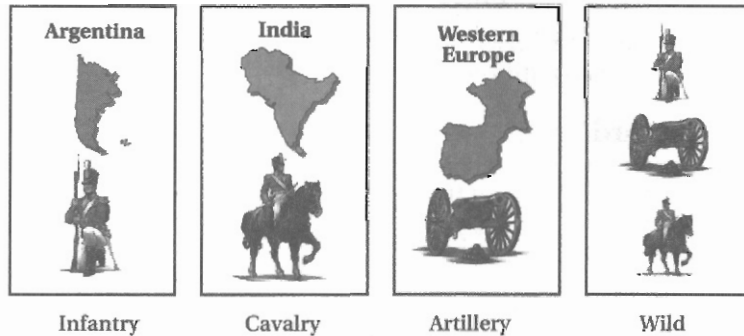 Argentina
India
Western
Europe
Infantry
Cavalry
Artillery
Wild